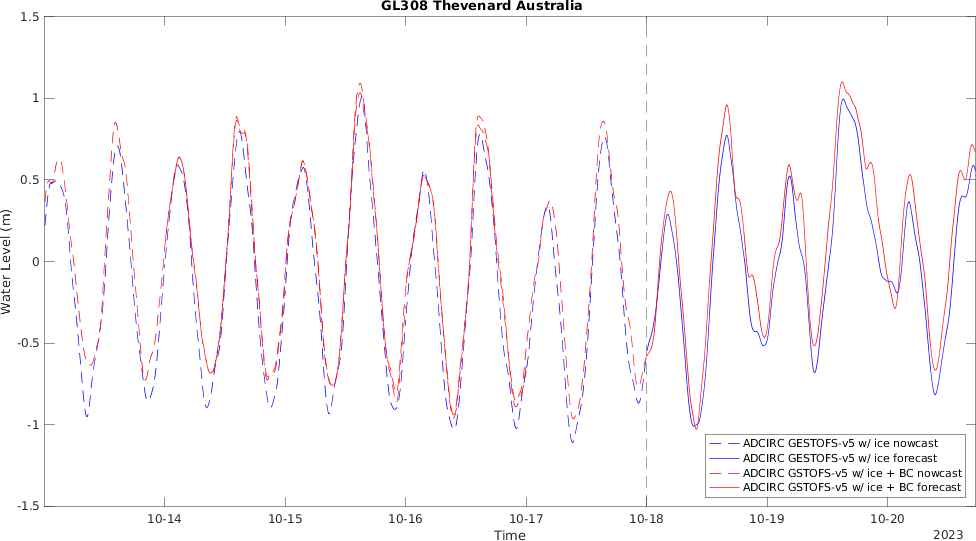 GL308 Thevenard Australia
1.5
1
0.5
0
-0.5
-1
-1.5
Water Level (m)
10-14
10-15
10-16
10-17
10-18
10-19
10-20
Time
2023
ADCIRC GESTOFS-v5 w/ ice nowcast
ADCIRC GESTOFS-v5 w/ ice forecast
ADCIRC GSTOFS-v5 w/ ice + BC nowcast
ADCIRC GSTOFS-v5 w/ ice + BC forecast